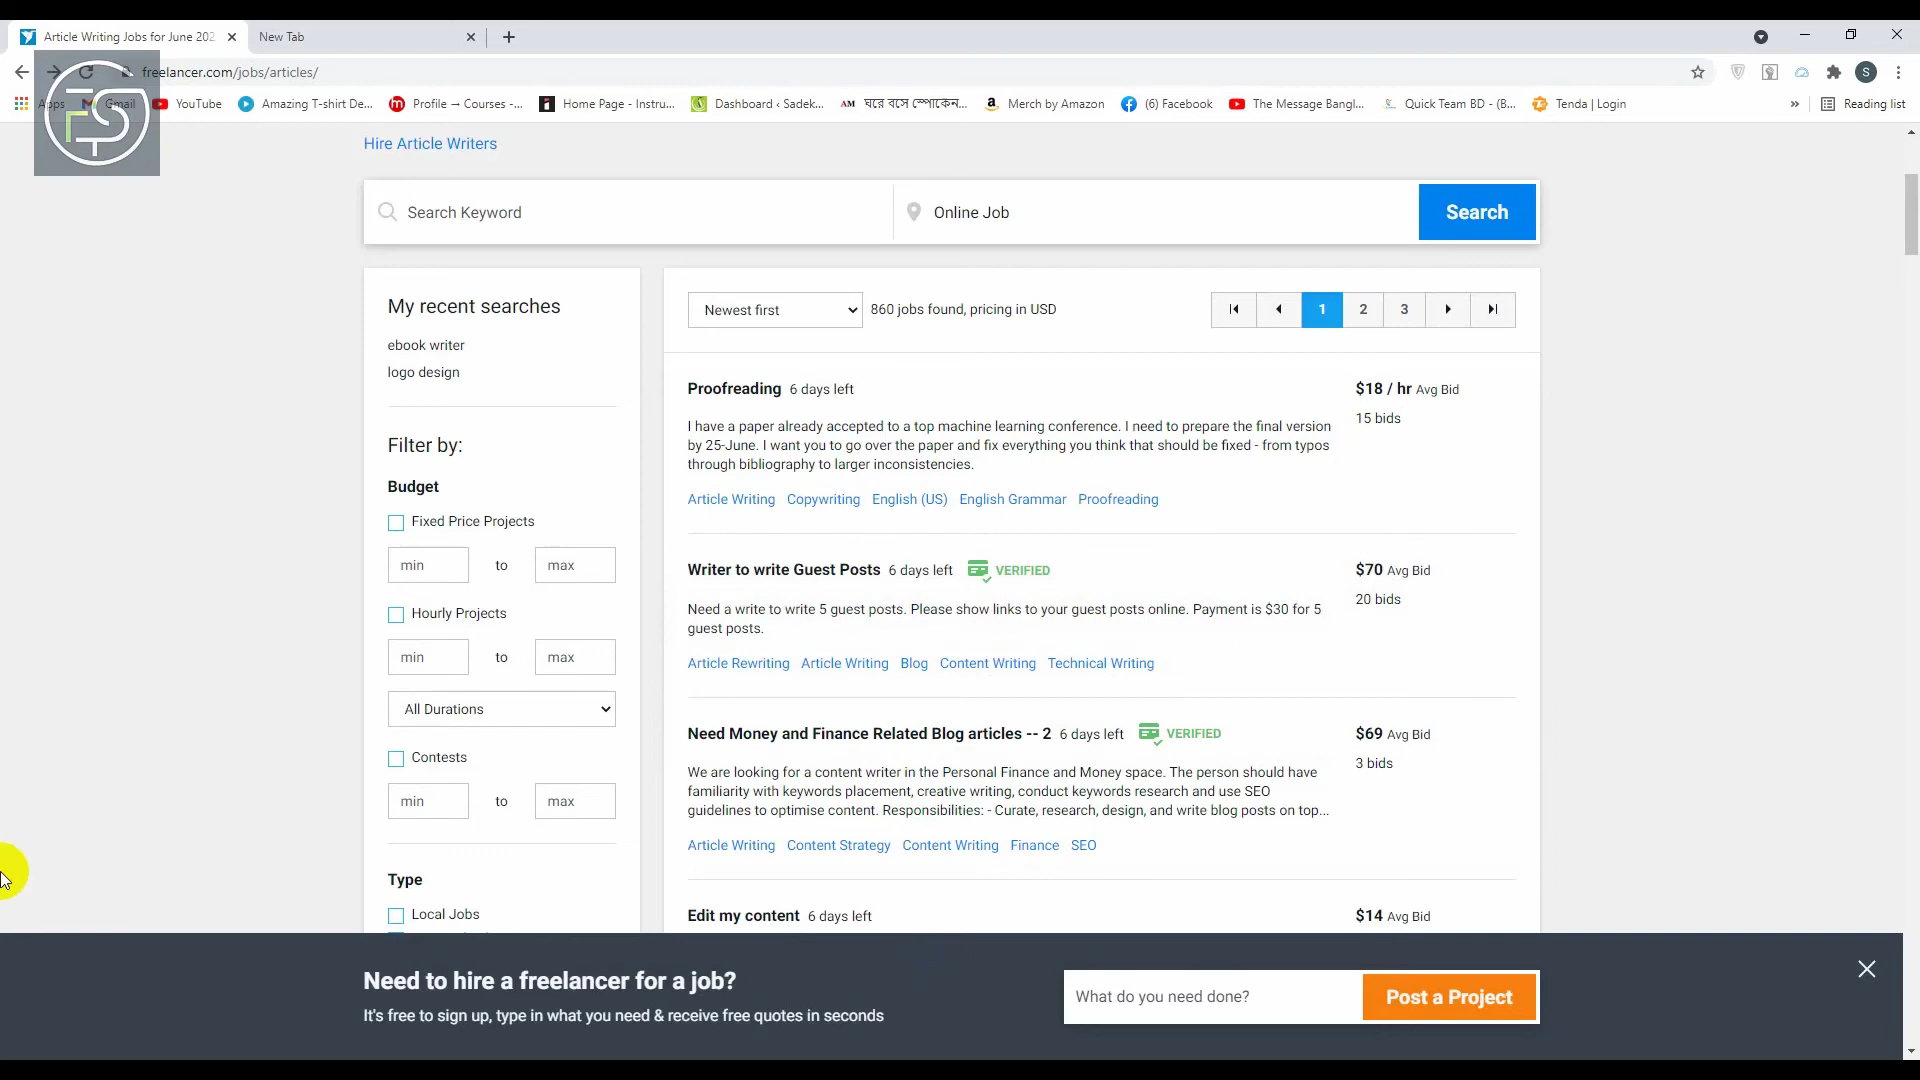 Article Writing Jobs for June 202
New Tab
freelancer.com/jobs/articles/
S
Apps
Gmail
YouTube
Amazing T-shirt De...
Profile → Courses -...
Home Page - Instru...
Dashboard ‹ Sadek...
AM ঘরে বসে স্পোকেন...
Merch by Amazon
(6) Facebook
The Message Bangl...
Quick Team BD - (B...
Tenda | Login
»
Reading list
Hire Article Writers
Search Keyword
Online Job
Search
My recent searches
ebook writer
logo design
Filter by:
Budget
Fixed Price Projects
min to max
Hourly Projects
min to max
All Durations
Contests
min to max
Type
Local Jobs
Newest first
860 jobs found, pricing in USD
1 2 3
Proofreading 6 days left
$18 / hr Avg Bid
15 bids
I have a paper already accepted to a top machine learning conference. I need to prepare the final version
by 25-June. I want you to go over the paper and fix everything you think that should be fixed - from typos
through bibliography to larger inconsistencies.
Article Writing Copywriting English (US) English Grammar Proofreading
Writer to write Guest Posts 6 days left VERIFIED
$70 Avg Bid
20 bids
Need a write to write 5 guest posts. Please show links to your guest posts online. Payment is $30 for 5
guest posts.
Article Rewriting Article Writing Blog Content Writing Technical Writing
Need Money and Finance Related Blog articles -- 2 6 days left VERIFIED
$69 Avg Bid
3 bids
We are looking for a content writer in the Personal Finance and Money space. The person should have
familiarity with keywords placement, creative writing, conduct keywords research and use SEO
guidelines to optimise content. Responsibilities: - Curate, research, design, and write blog posts on top...
Article Writing Content Strategy Content Writing Finance SEO
Edit my content 6 days left
$14 Avg Bid
Need to hire a freelancer for a job?
It's free to sign up, type in what you need & receive free quotes in seconds
What do you need done?
Post a Project